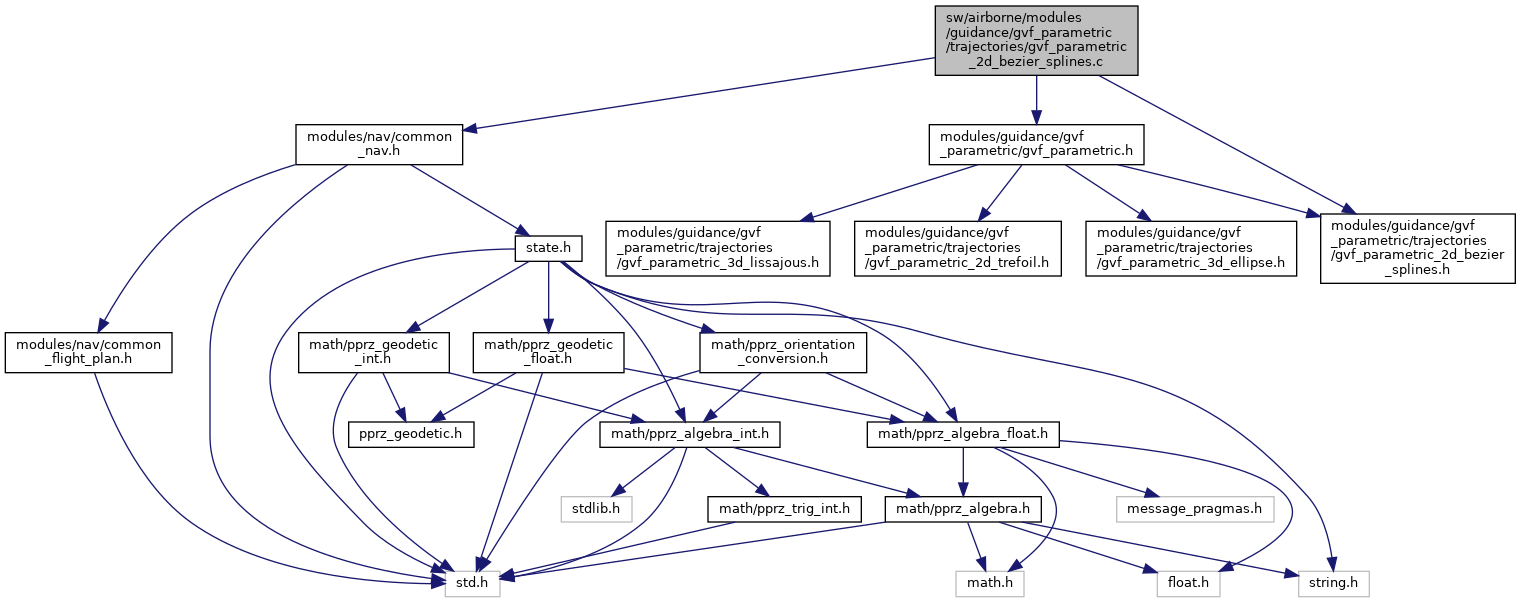 sw/airborne/modules
/guidance/gvf_parametric
/trajectories/gvf_parametric
_2d_bezier_splines.c
modules/nav/common
_nav.h
modules/guidance/gvf
_parametric/gvf_parametric.h
state.h
modules/guidance/gvf
_parametric/trajectories
/gvf_parametric_3d_lissajous.h
modules/guidance/gvf
_parametric/trajectories
/gvf_parametric_2d_trefoil.h
modules/guidance/gvf
_parametric/trajectories
/gvf_parametric_3d_ellipse.h
modules/guidance/gvf
_parametric/trajectories
/gvf_parametric_2d_bezier
_splines.h
modules/nav/common
_flight_plan.h
math/pprz_geodetic
_int.h
math/pprz_geodetic
_float.h
math/pprz_orientation
_conversion.h
pprz_geodetic.h
math/pprz_algebra_int.h
math/pprz_algebra_float.h
stdlib.h
math/pprz_trig_int.h
math/pprz_algebra.h
message_pragmas.h
std.h
math.h
float.h
string.h